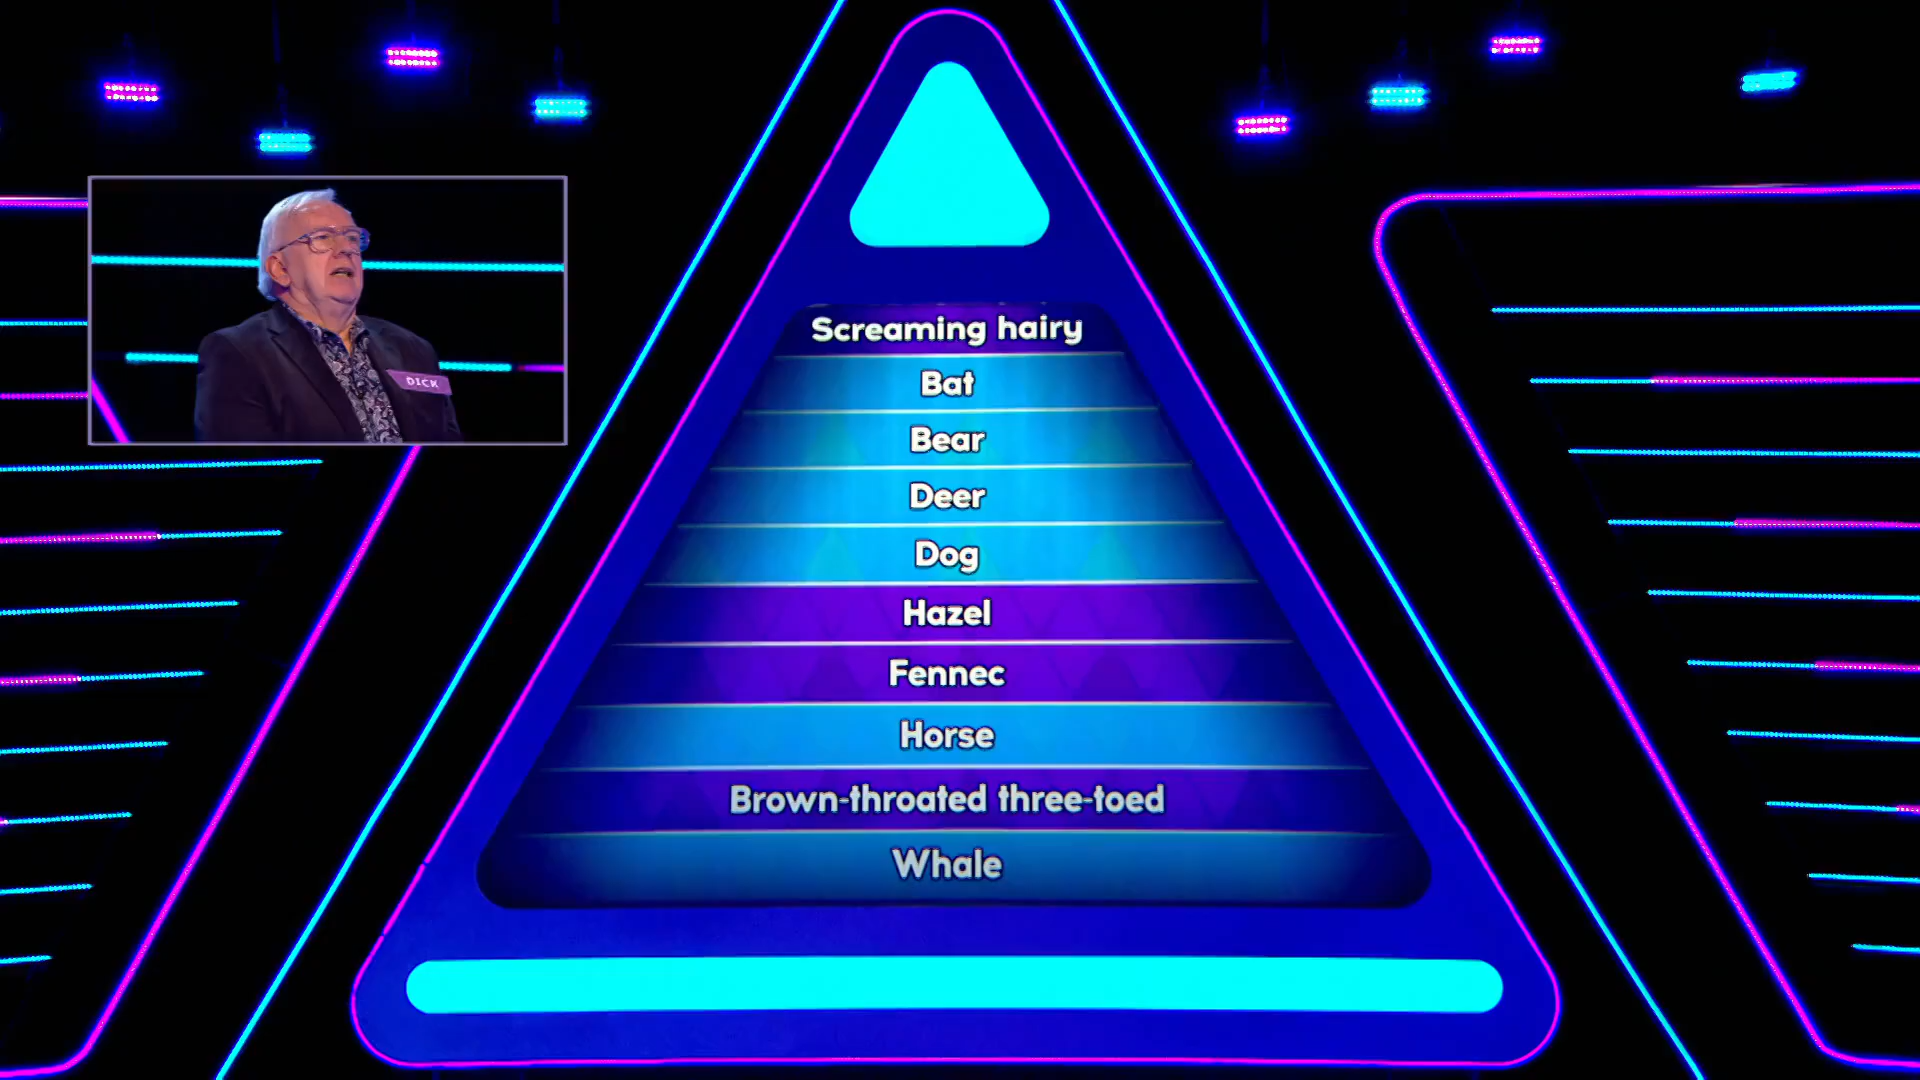 DICK
Screaming hairy
Bat
Bear
Deer
Dog
Hazel
Fennec
Horse
Brown-throated three-toed
Whale